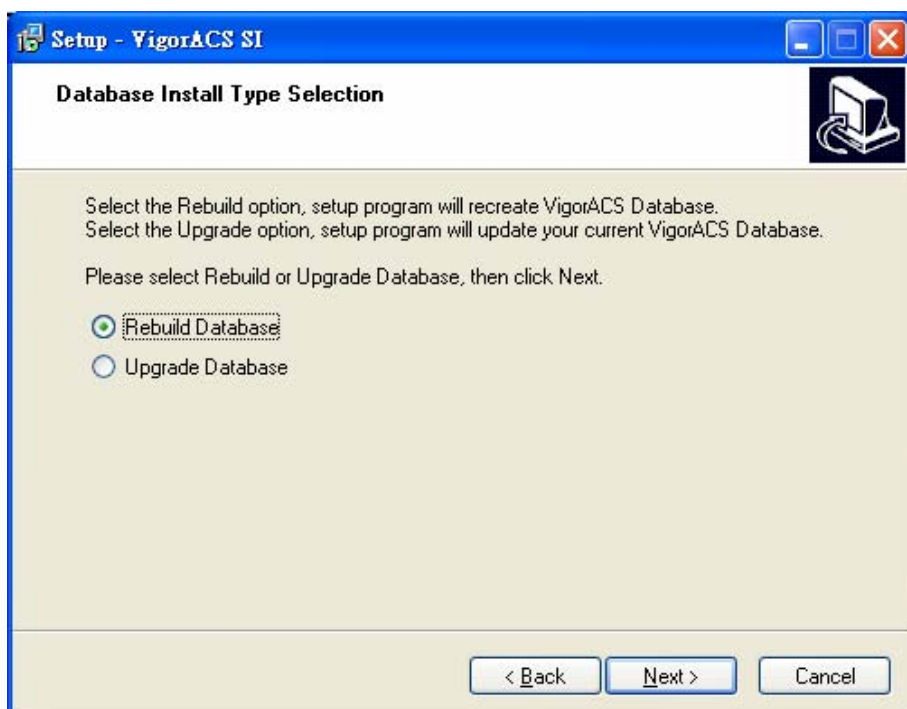 Setup - VigorACS SI
Database Install Type Selection
Select the Rebuild option, setup program will recreate VigorACS Database.
Select the Upgrade option, setup program will update your current VigorACS Database.
Please select Rebuild or Upgrade Database, then click Next.
Rebuild Database
Upgrade Database
< Back
Next >
Cancel